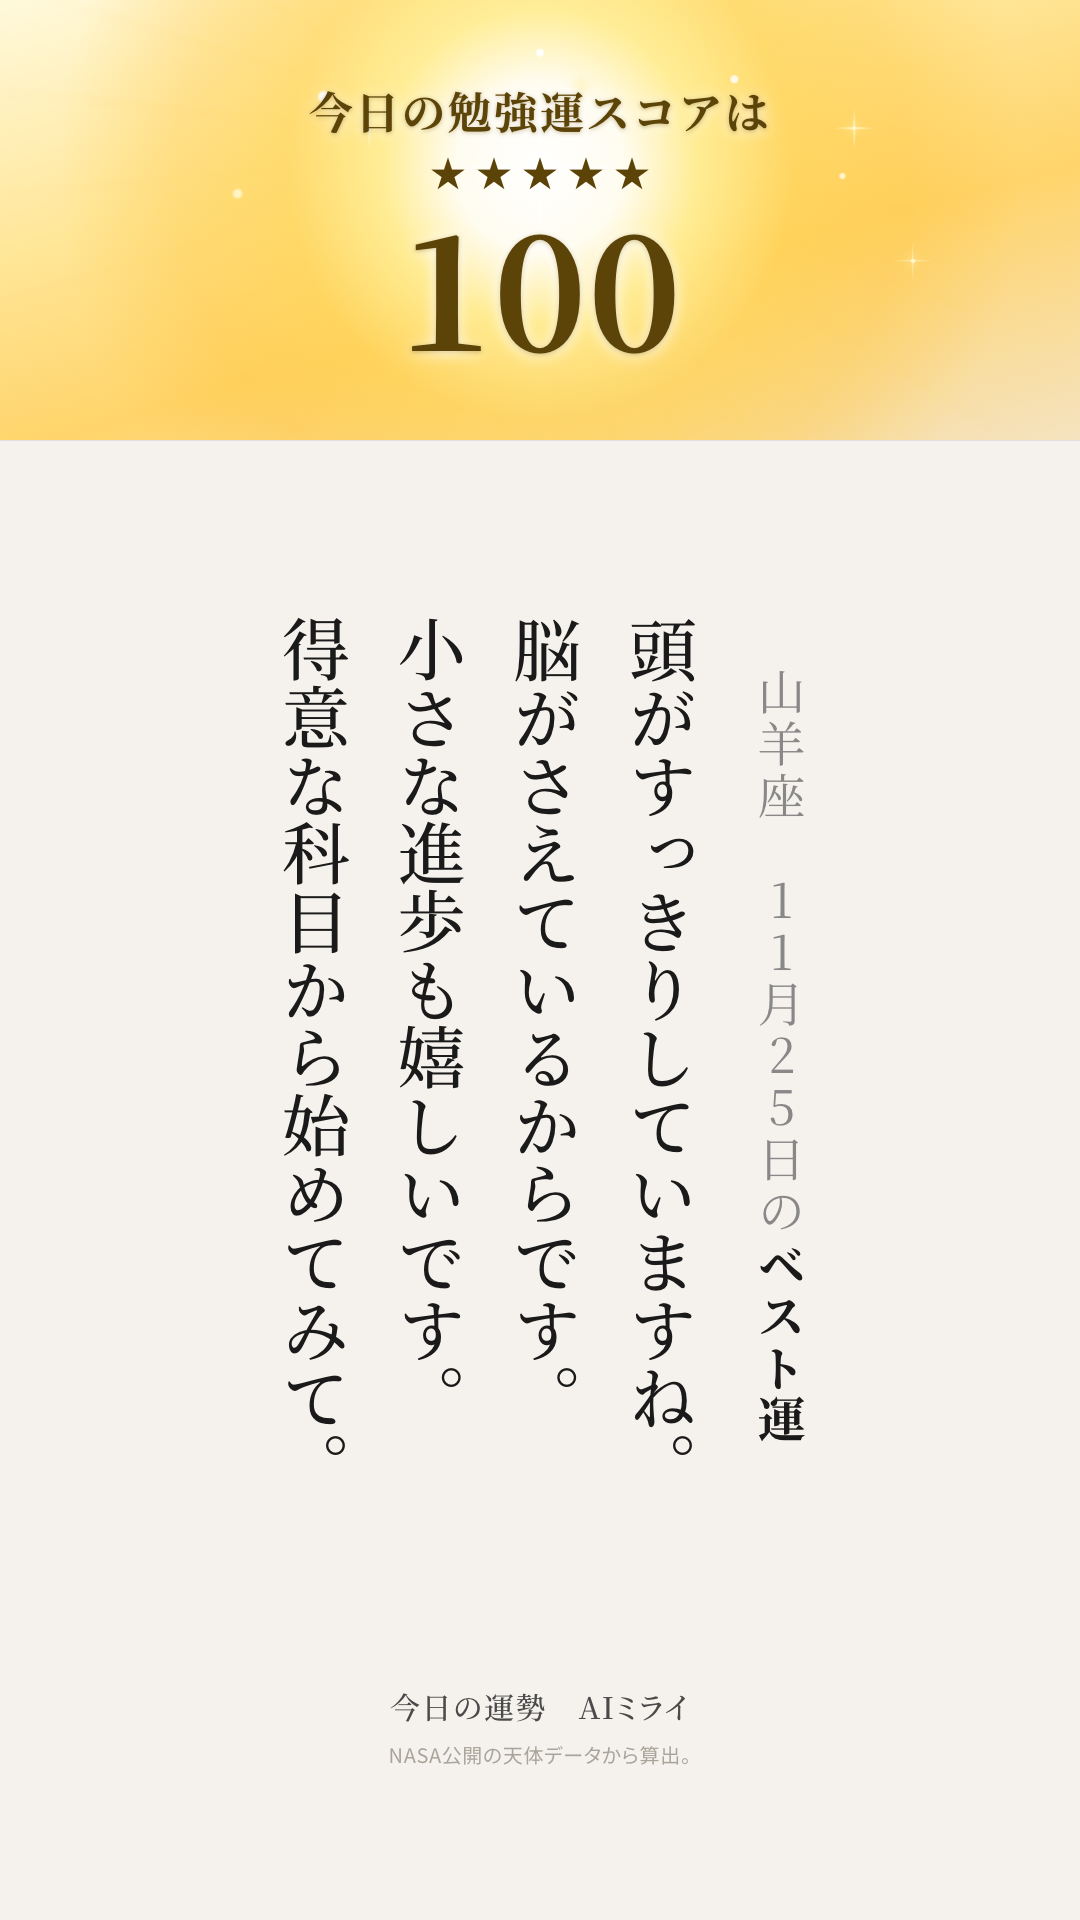 今日の勉強運スコアは
★★★★★
100
山羊座　11月25日のベスト運
頭がすっきりしていますね。
脳がさえているからです。
小さな進歩も嬉しいです。
得意な科目から始めてみて。
今日の運勢　AIミライ
NASA公開の天体データから算出。